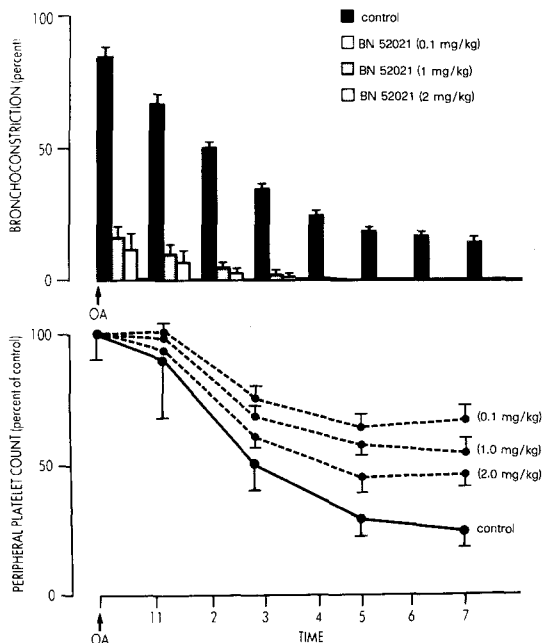 100
50
0
BRONCHOCONSTRICTION (percent)
control
BN 52021 (0.1 mg/kg)
BN 52021 (1 mg/kg)
BN 52021 (2 mg/kg)
OA
100
50
0
PERIPHERAL PLATELET COUNT (percent of control)
(0.1 mg/kg)
(1.0 mg/kg)
(2.0 mg/kg)
control
11 2 3 4 5 6 7
OA
TIME